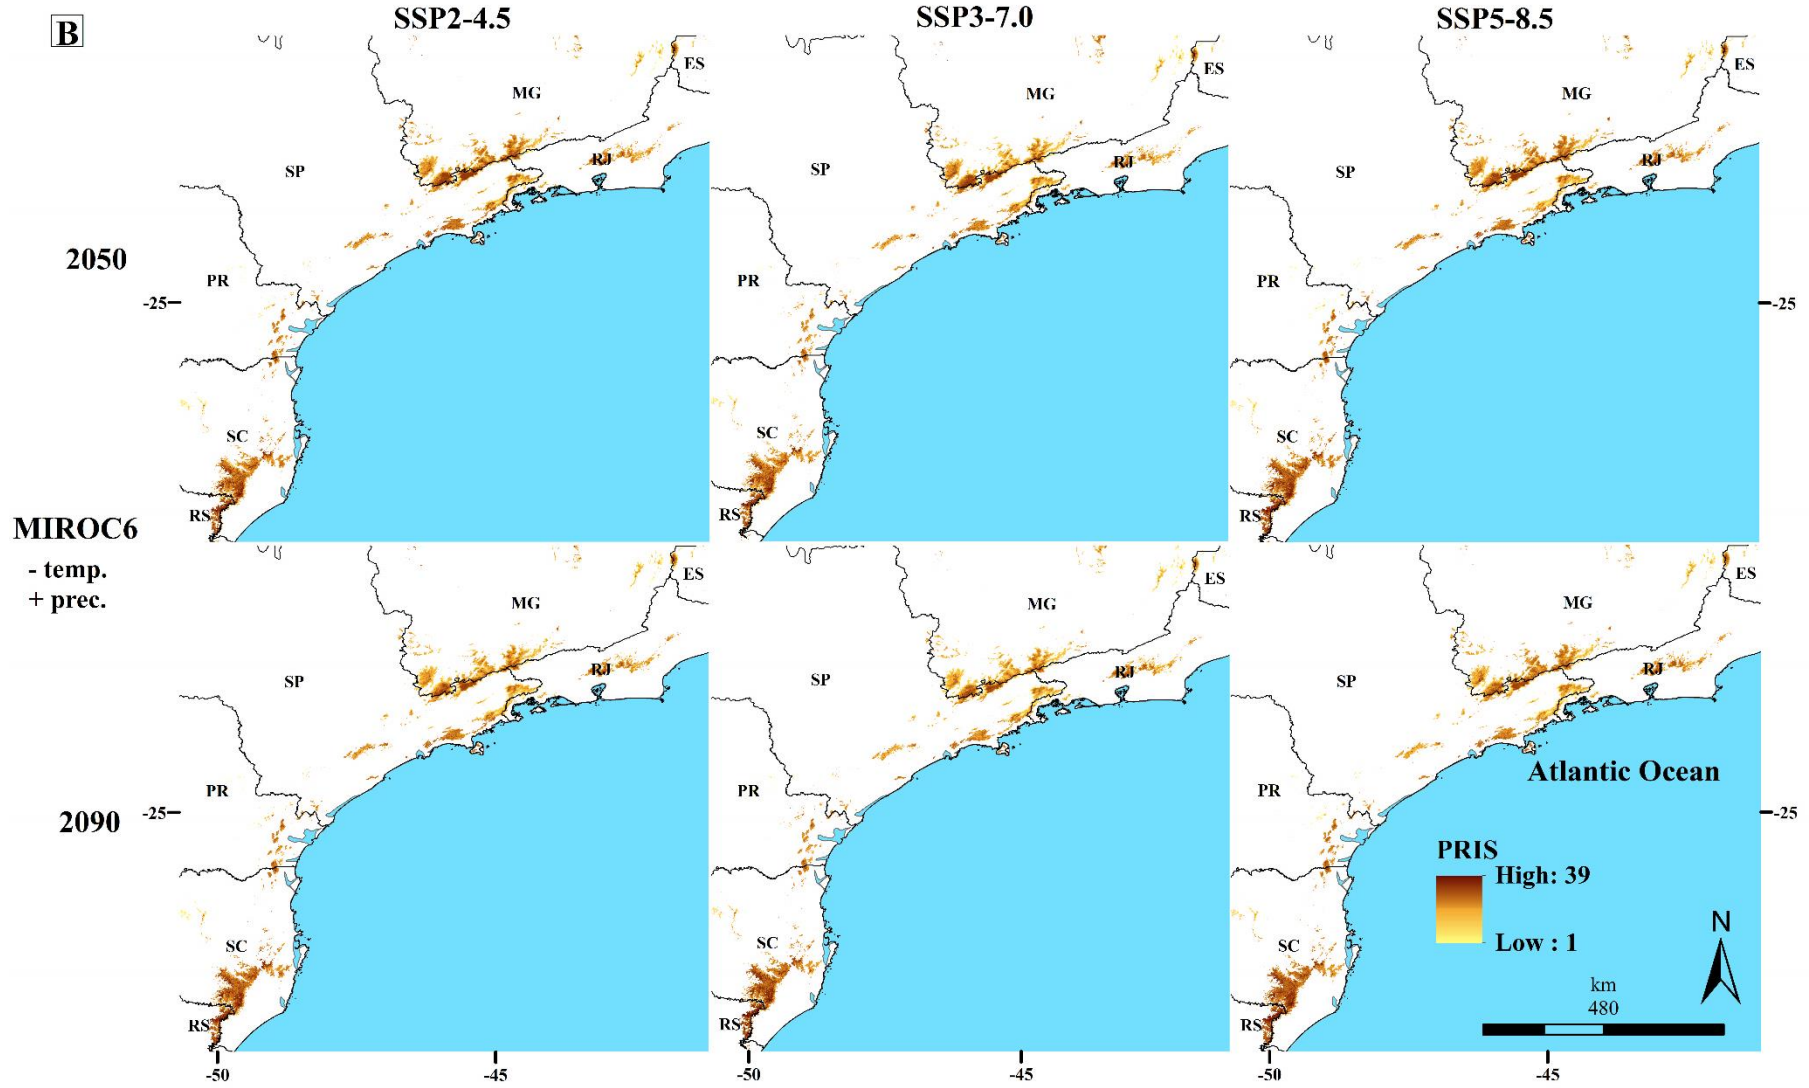 B
SSP2-4.5
SSP3-7.0
SSP5-8.5
ES
MG
RJ
SP
PR
SC
RS
ES
MG
RJ
SP
PR
SC
RS
ES
MG
RJ
SP
PR
SC
RS
2050
-25
-25
MIROC6
- temp.
+ prec.
ES
MG
RJ
SP
PR
SC
RS
ES
MG
RJ
SP
PR
SC
RS
ES
MG
RJ
SP
PR
SC
RS
2090
-25
-25
Atlantic Ocean
PRIS
High: 39
Low : 1
N
km
480
-50
-45
-50
-45
-50
-45